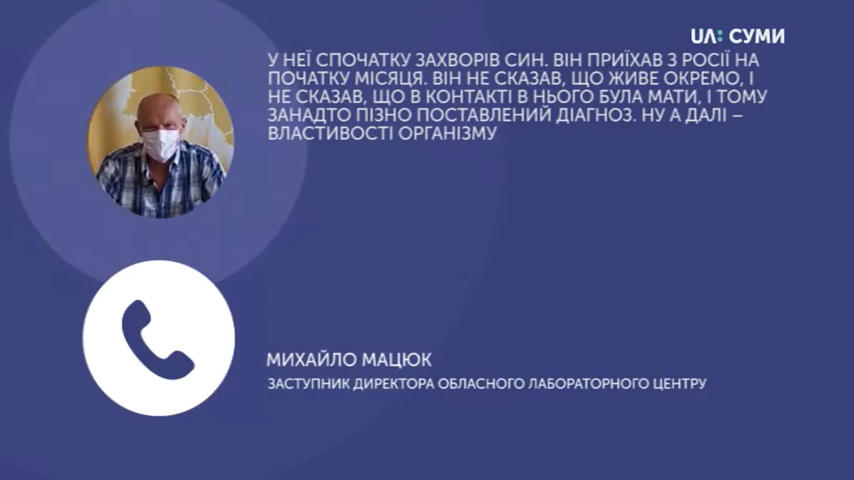 UA: СУМИ
У НЕЇ СПОЧАТКУ ЗАХВОРІВ СИН. ВІН ПРИЇХАВ З РОСІЇ НА
ПОЧАТКУ МІСЯЦЯ. ВІН НЕ СКАЗАВ, ЩО ЖИВЕ ОКРЕМО, І
НЕ СКАЗАВ, ЩО В КОНТАКТІ В НЬОГО БУЛА МАТИ, І ТОМУ
ЗАНАДТО ПІЗНО ПОСТАВЛЕНИЙ ДІАГНОЗ. НУ А ДАЛІ –
ВЛАСТИВОСТІ ОРГАНІЗМУ
МИХАЙЛО МАЦЮК
ЗАСТУПНИК ДИРЕКТОРА ОБЛАСНОГО ЛАБОРАТОРНОГО ЦЕНТРУ